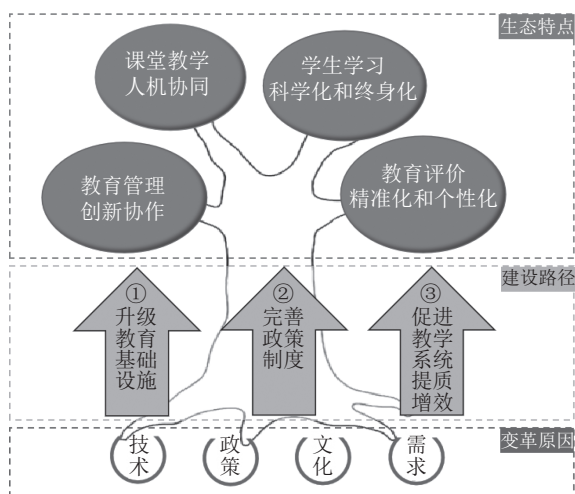 生态特点
课堂教学
人机协同
学生学习
科学化和终身化
教育管理
创新协作
教育评价
精准化和个性化
建设路径
①
升级
教育
基础
设施
②
完善
政策
制度
③
促进
教学
系统
提质
增效
变革原因
技术
政策
文化
需求